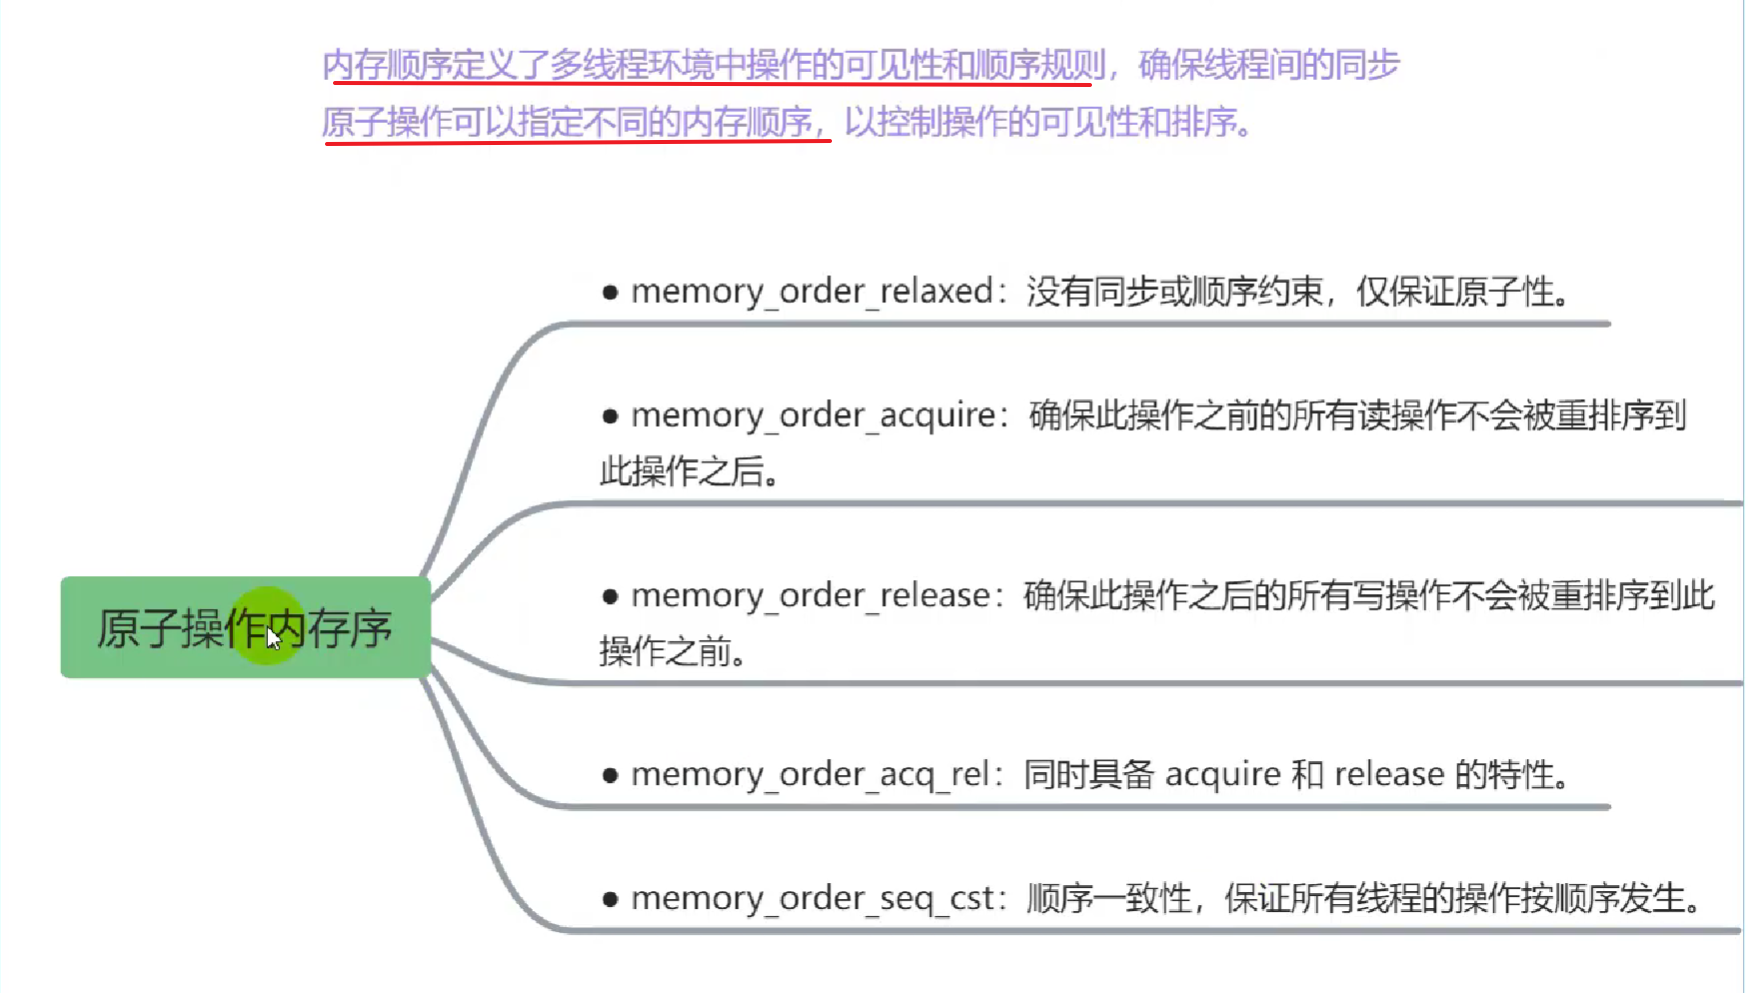 内存顺序定义了多线程环境中操作的可见性和顺序规则，确保线程间的同步
原子操作可以指定不同的内存顺序，以控制操作的可见性和排序。
● memory_order_relaxed：没有同步或顺序约束，仅保证原子性。
● memory_order_acquire：确保此操作之前的所有读操作不会被重排序到
此操作之后。
● memory_order_release：确保此操作之后的所有写操作不会被重排序到此
操作之前。
原子操作内存序
● memory_order_acq_rel：同时具备 acquire 和 release 的特性。
● memory_order_seq_cst：顺序一致性，保证所有线程的操作按顺序发生。